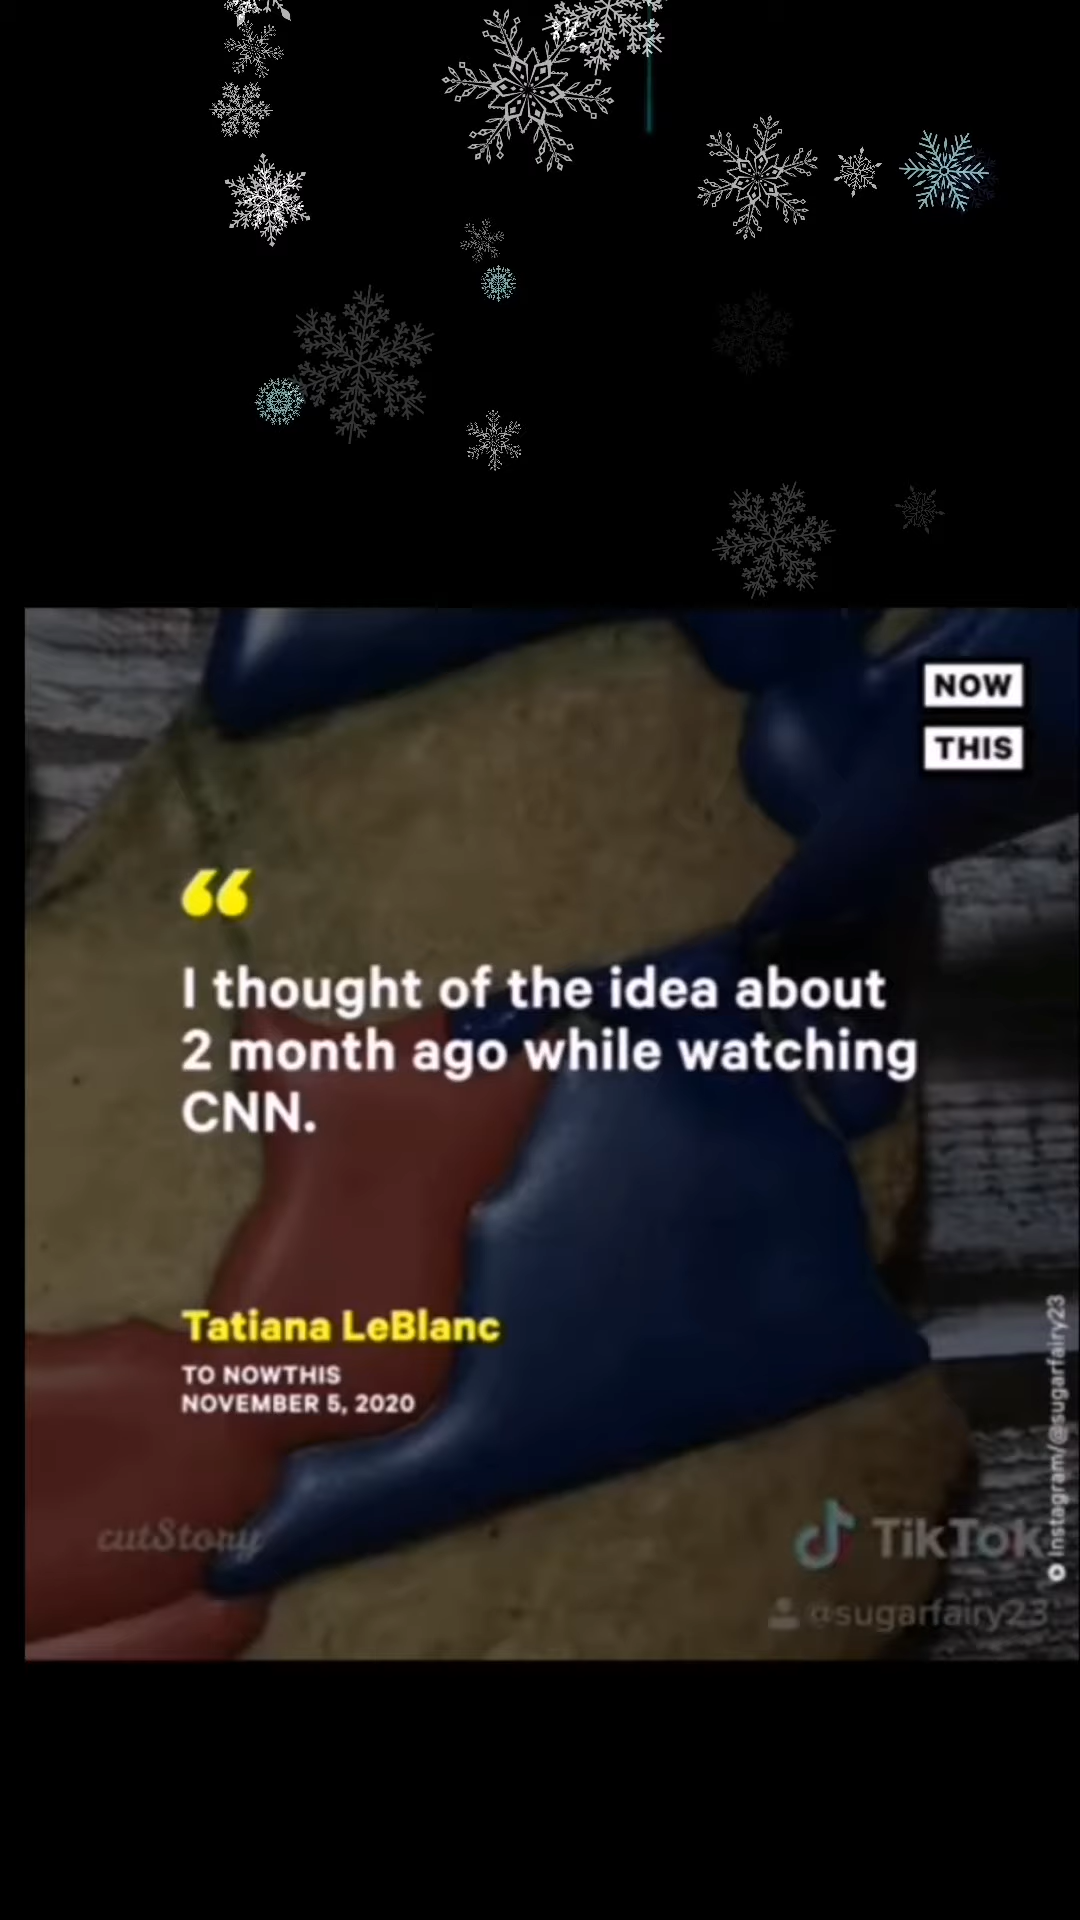 NOW
THIS
“
I thought of the idea about
2 month ago while watching
CNN.
Tatiana LeBlanc
TO NOWTHIS
NOVEMBER 5, 2020
Instagram/@sugarfairy23
cutStory
TikTok
@sugarfairy23